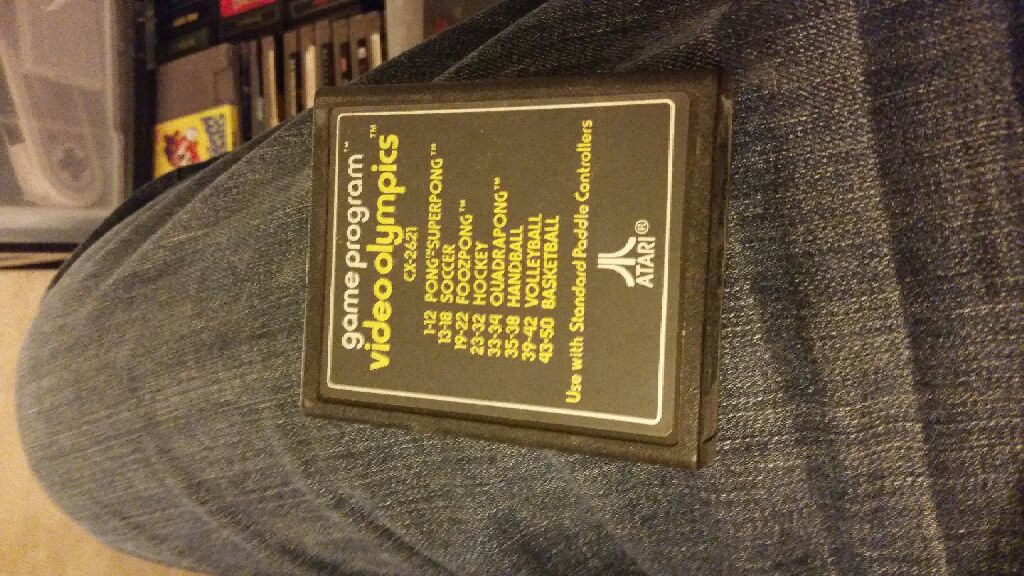 game program™
video olympics™
CX-2621
1-12 PONG™SUPERPONG™
13-18 SOCCER
19-22 FOOZPONG™
23-32 HOCKEY
33-34 QUADRAPONG™
35-38 HANDBALL
39-42 VOLLEYBALL
43-50 BASKETBALL
Use with Standard Paddle Controllers
ATARI®